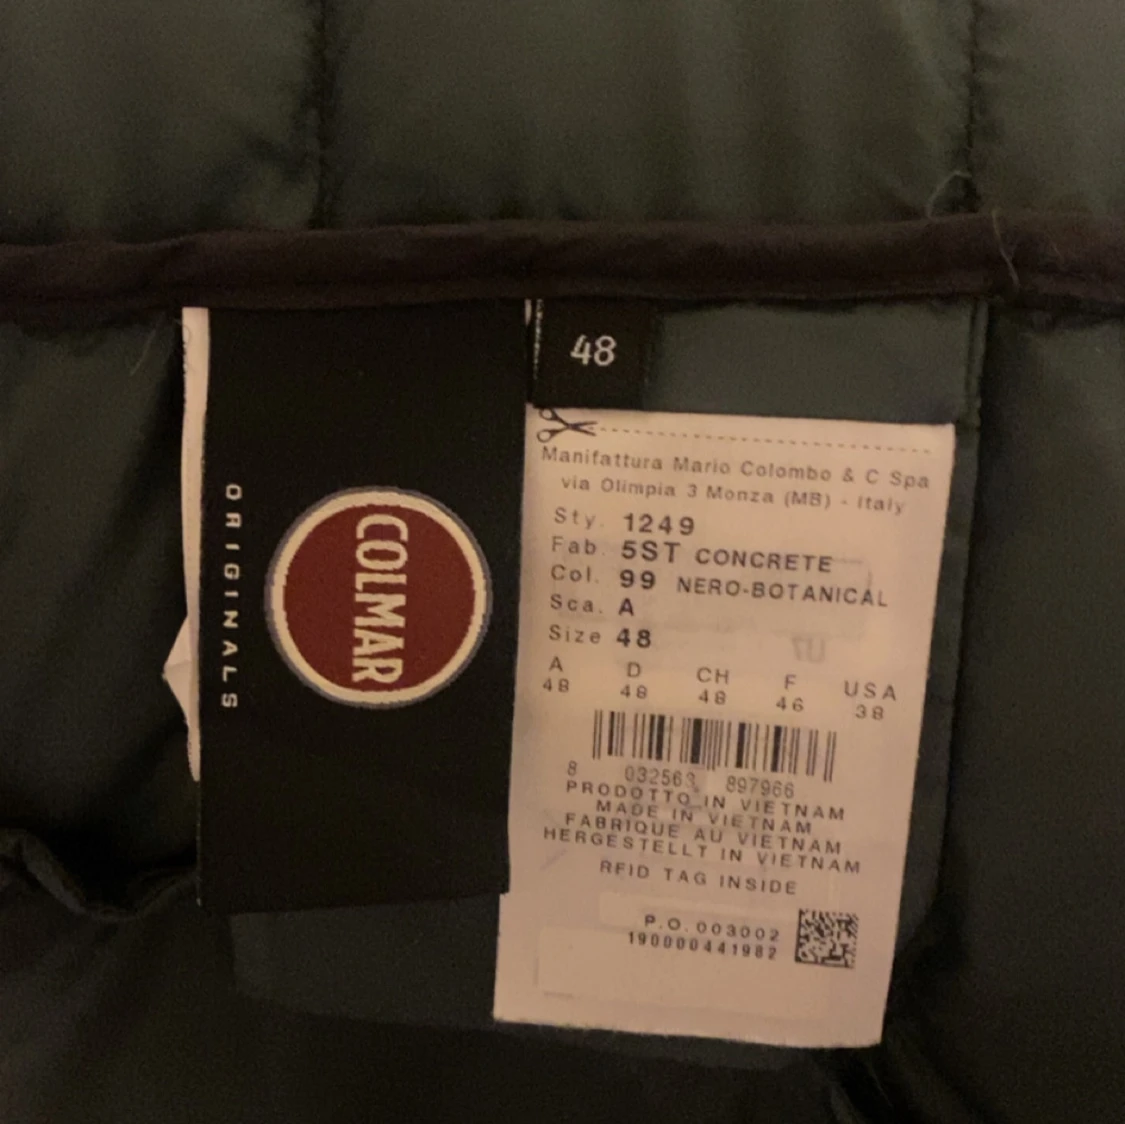 ORIGINALS
COLMAR
48
Manifattura Mario Colombo & C Spa
via Olimpia 3 Monza (MB) - Italy
Sty. 1249
Fab. 5ST CONCRETE
Col. 99 NERO-BOTANICAL
Sca. A
Size 48
A D CH F USA
48 48 48 46 38
8 032563 897966
PRODOTTO IN VIETNAM
MADE IN VIETNAM
FABRIQUE AU VIETNAM
HERGESTELLT IN VIETNAM
RFID TAG INSIDE
P.O. 003002
190000441982